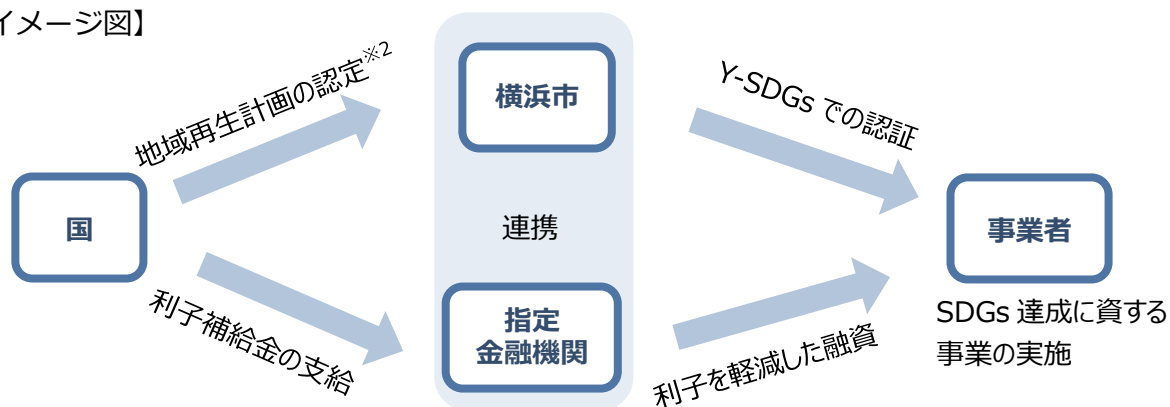 イメージ図】
地域再生計画の認定※2
横浜市
Y-SDGs での認証
国
連携
事業者
利子補給金の支給
指定
金融機関
利子を軽減した融資
SDGs 達成に資する
事業の実施